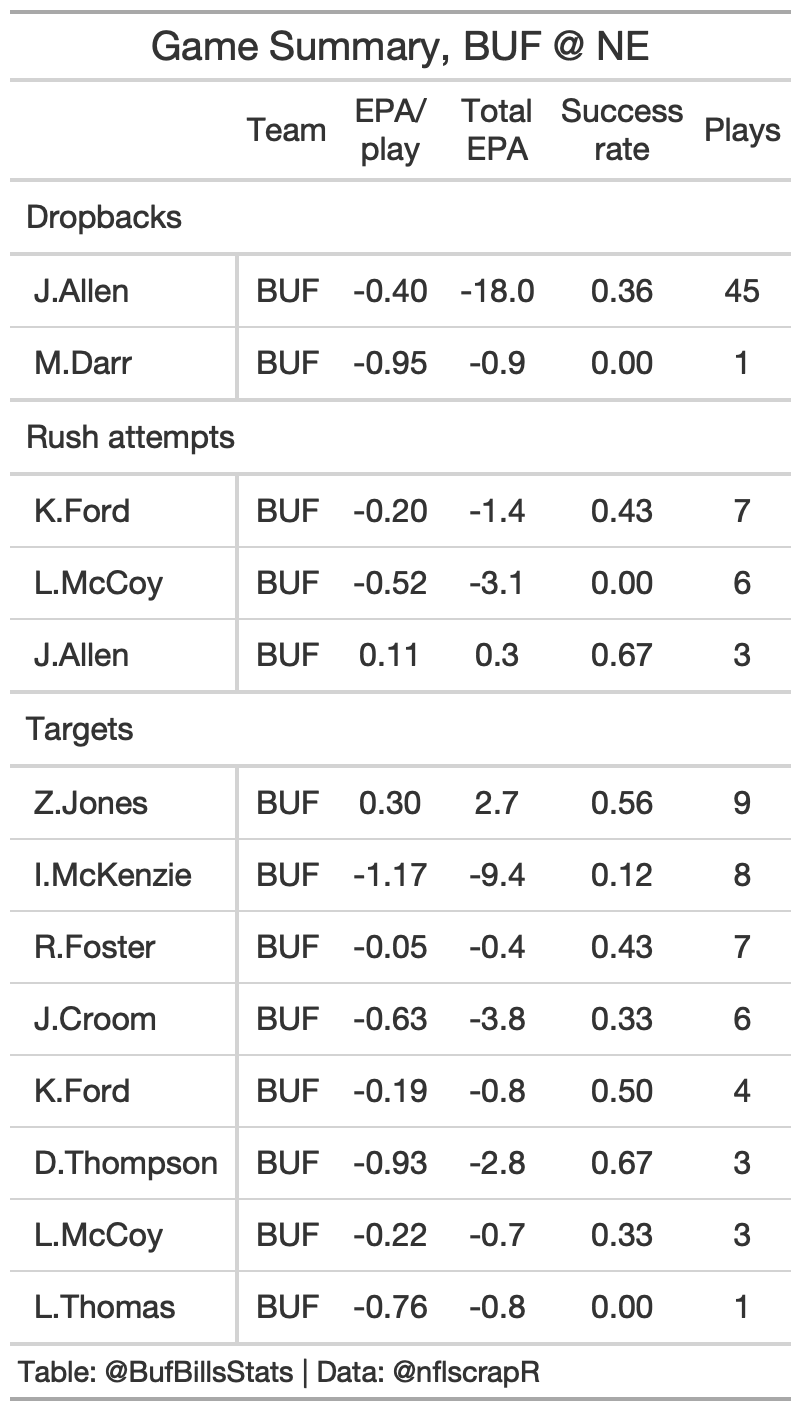 Game Summary, BUF @ NE
Team EPA/play Total EPA Success rate Plays
Dropbacks
J.Allen BUF -0.40 -18.0 0.36 45
M.Darr BUF -0.95 -0.9 0.00 1
Rush attempts
K.Ford BUF -0.20 -1.4 0.43 7
L.McCoy BUF -0.52 -3.1 0.00 6
J.Allen BUF 0.11 0.3 0.67 3
Targets
Z.Jones BUF 0.30 2.7 0.56 9
I.McKenzie BUF -1.17 -9.4 0.12 8
R.Foster BUF -0.05 -0.4 0.43 7
J.Croom BUF -0.63 -3.8 0.33 6
K.Ford BUF -0.19 -0.8 0.50 4
D.Thompson BUF -0.93 -2.8 0.67 3
L.McCoy BUF -0.22 -0.7 0.33 3
L.Thomas BUF -0.76 -0.8 0.00 1
Table: @BufBillsStats | Data: @nflscrapR